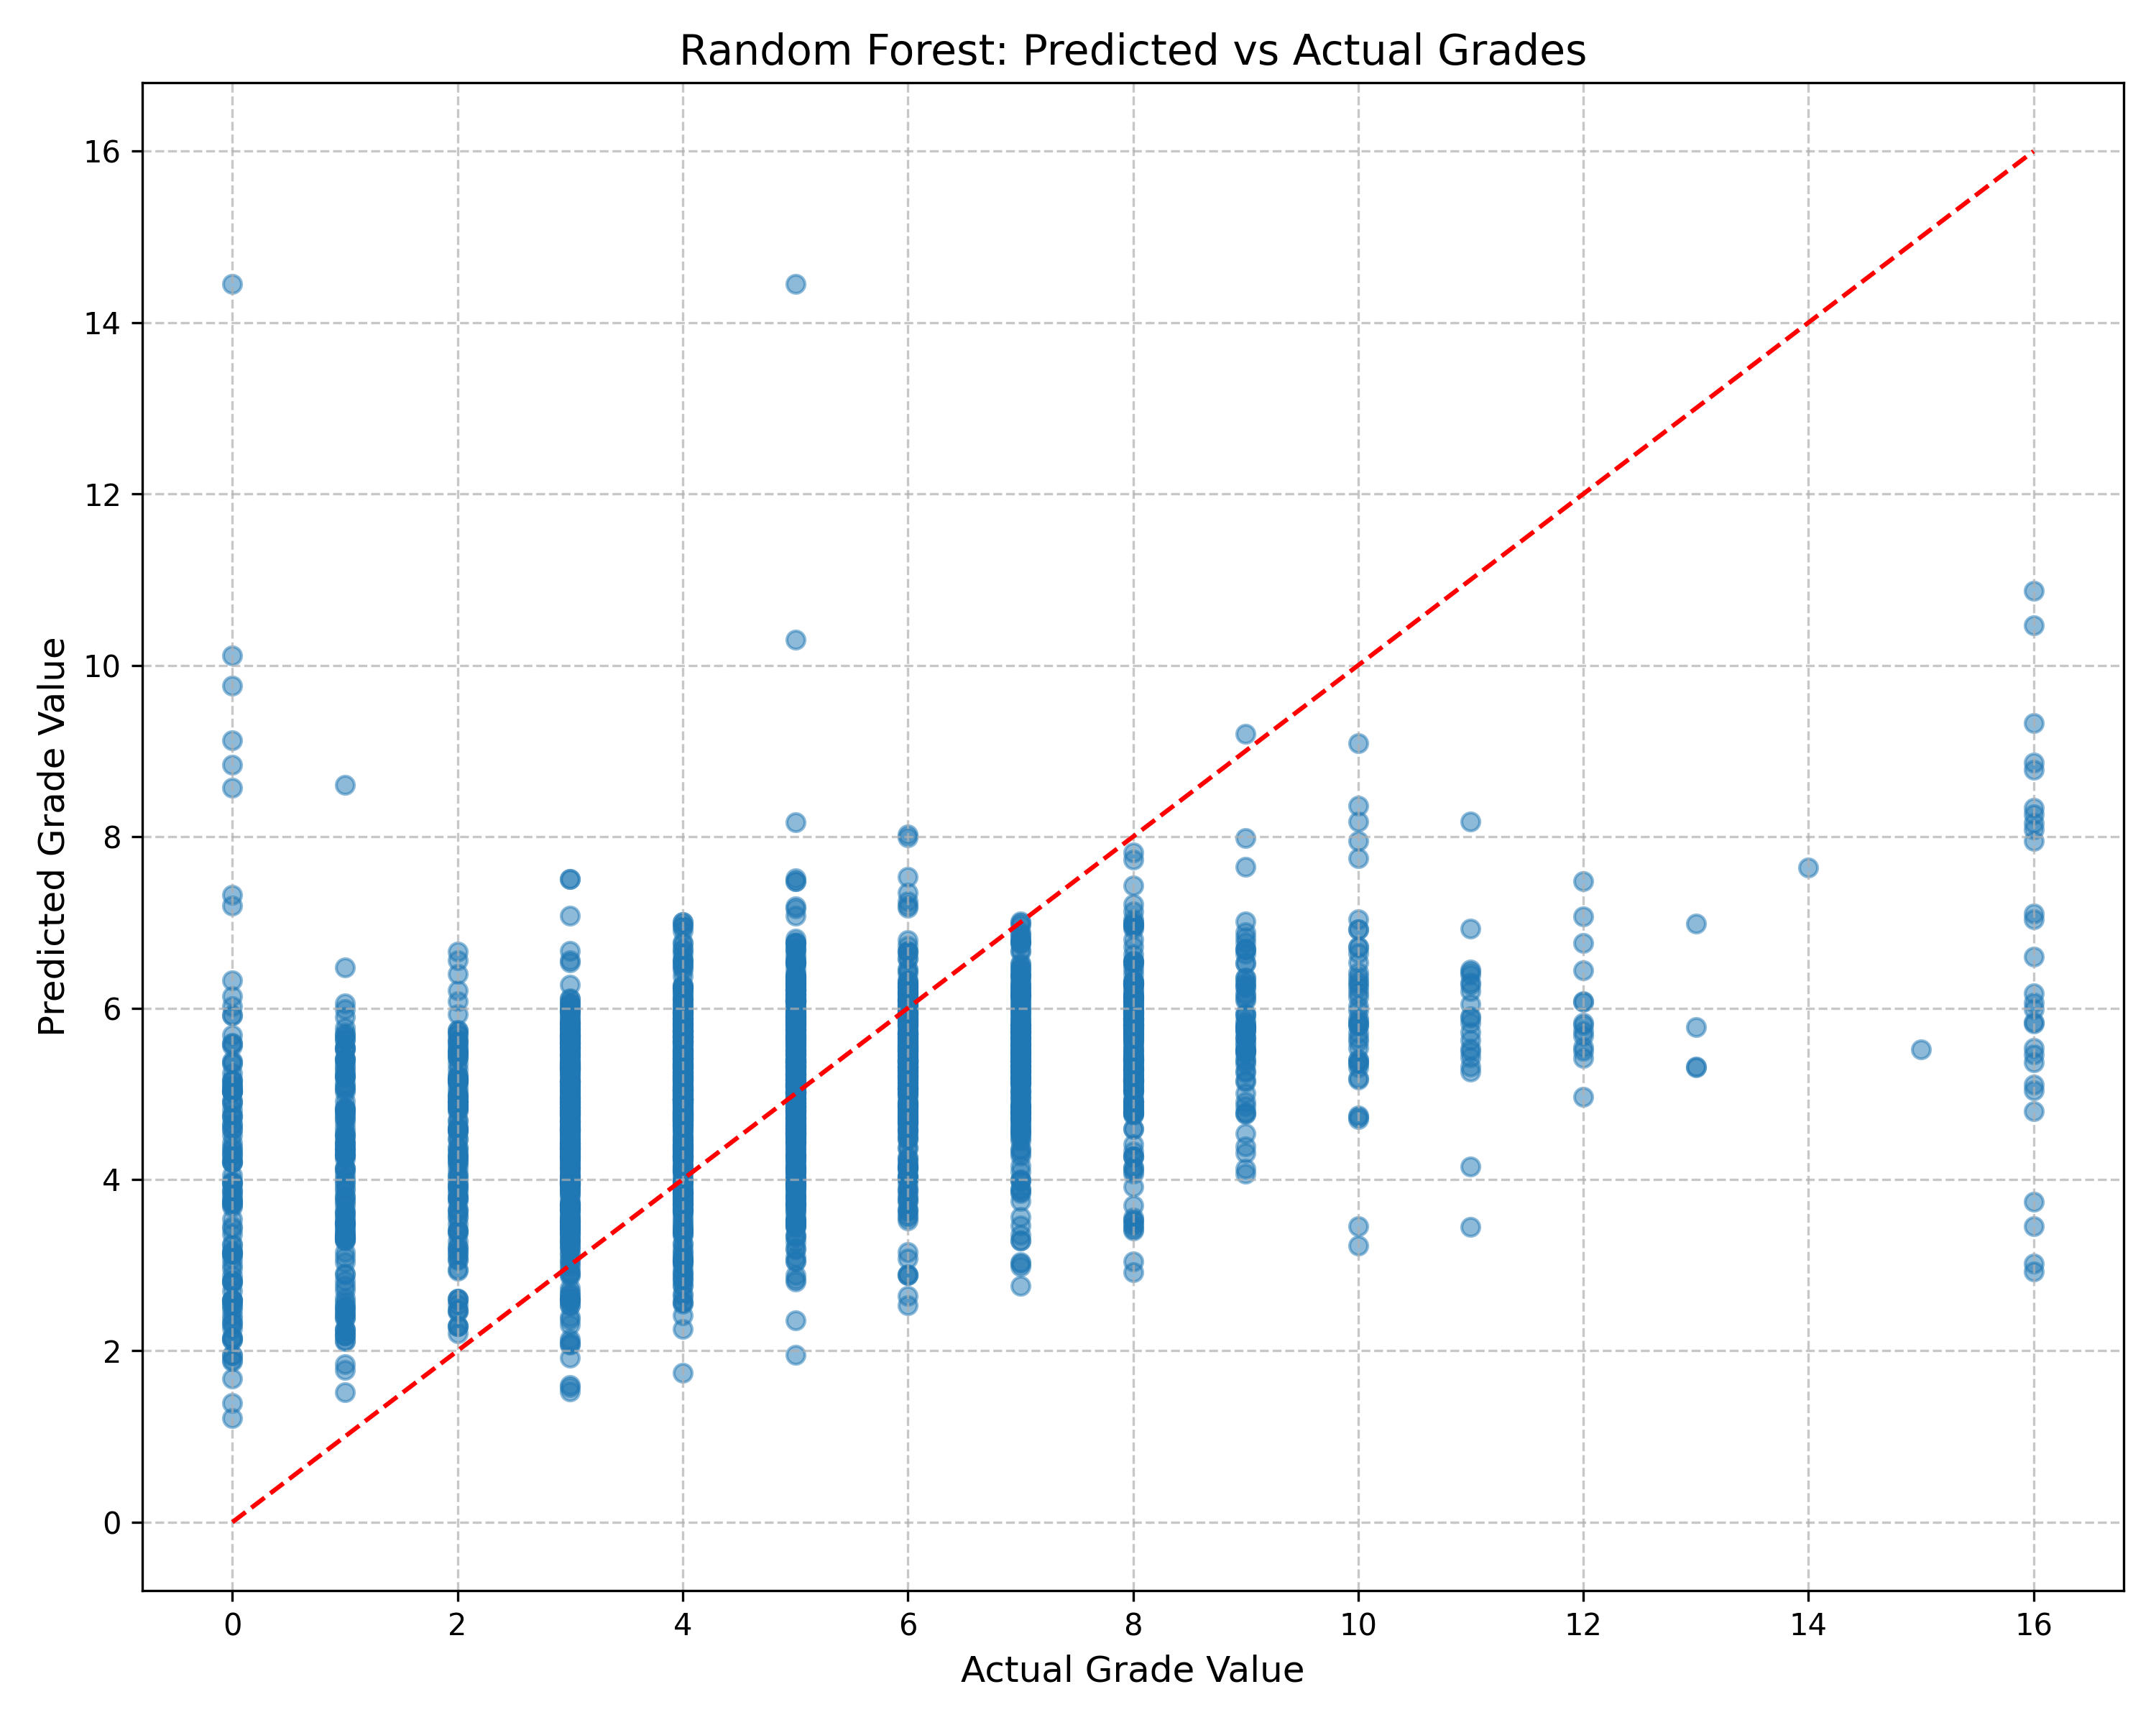 Random Forest: Predicted vs Actual Grades
Predicted Grade Value
16
14
12
10
8
6
4
2
0
0 2 4 6 8 10 12 14 16
Actual Grade Value